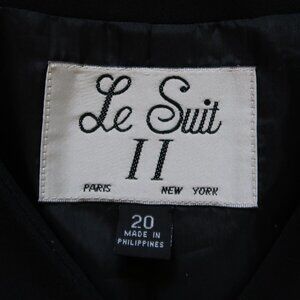 Le Suit
II
PARIS NEW YORK
20
MADE IN
PHILIPPINES